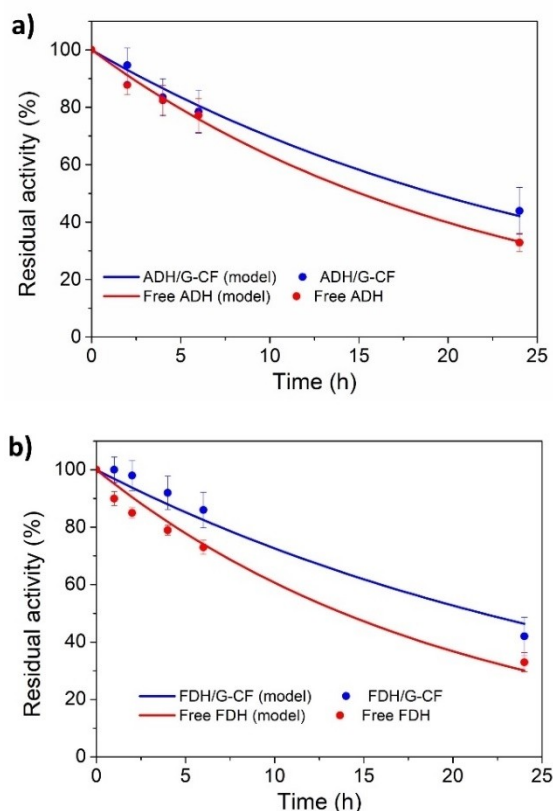 a)
Residual activity (%)
100
80
60
40
20
0
ADH/G-CF (model) ADH/G-CF
Free ADH (model) Free ADH
0 5 10 15 20 25
Time (h)
b)
Residual activity (%)
100
80
60
40
20
0
FDH/G-CF (model) FDH/G-CF
Free FDH (model) Free FDH
0 5 10 15 20 25
Time (h)